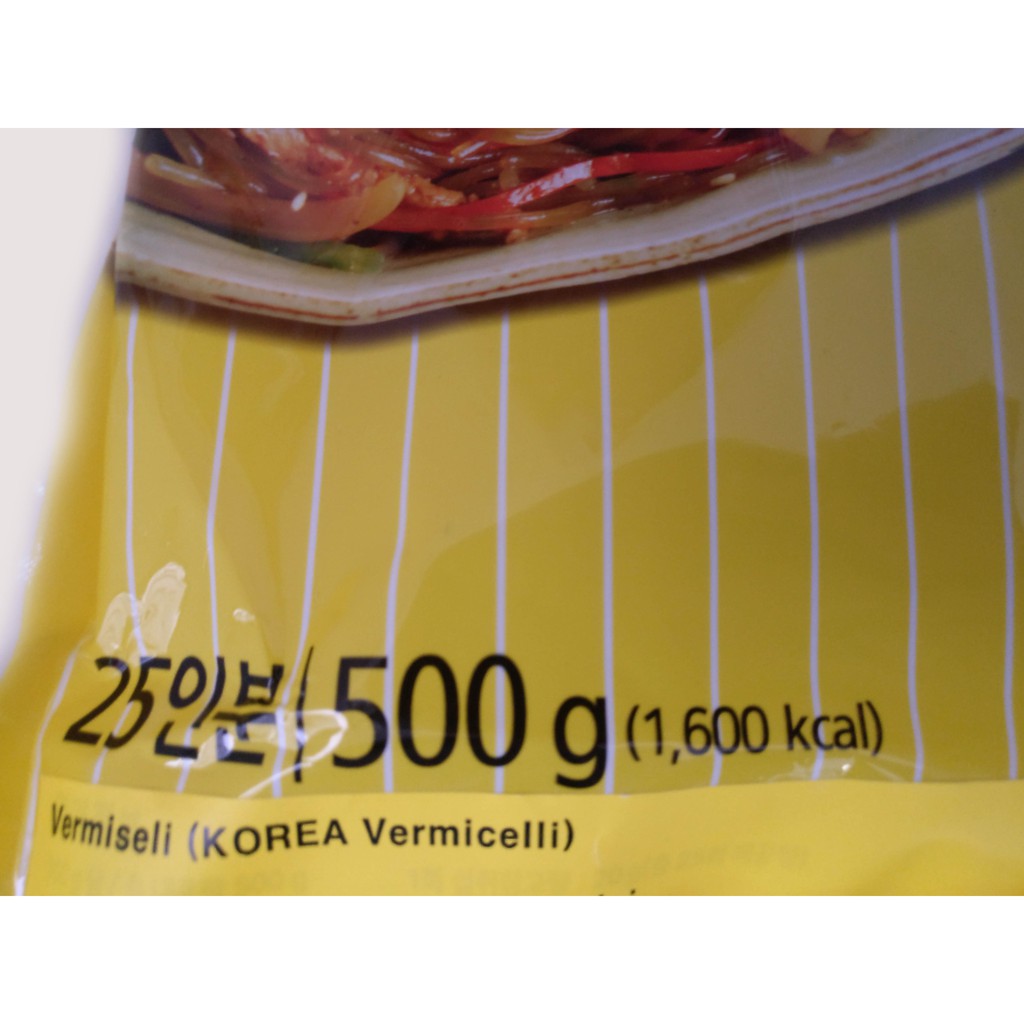 25인분 | 500 g (1,600 kcal)
Vermiseli (KOREA Vermicelli)